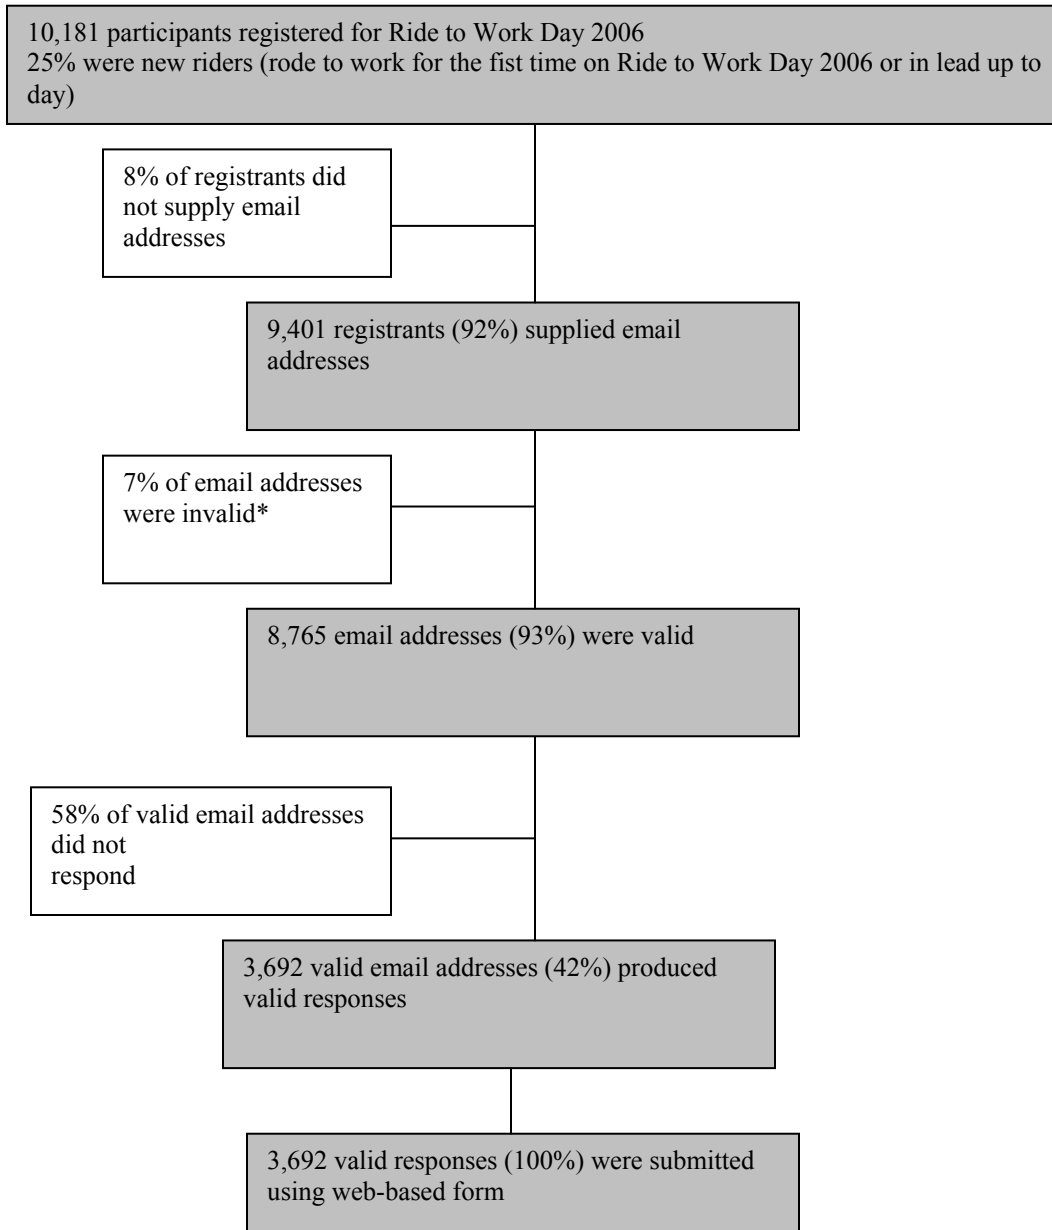 10,181 participants registered for Ride to Work Day 2006
25% were new riders (rode to work for the fist time on Ride to Work Day 2006 or in lead up to
day)
8% of registrants did
not supply email
addresses
9,401 registrants (92%) supplied email
addresses
7% of email addresses
were invalid*
8,765 email addresses (93%) were valid
58% of valid email addresses
did not
respond
3,692 valid email addresses (42%) produced
valid responses
3,692 valid responses (100%) were submitted
using web-based form